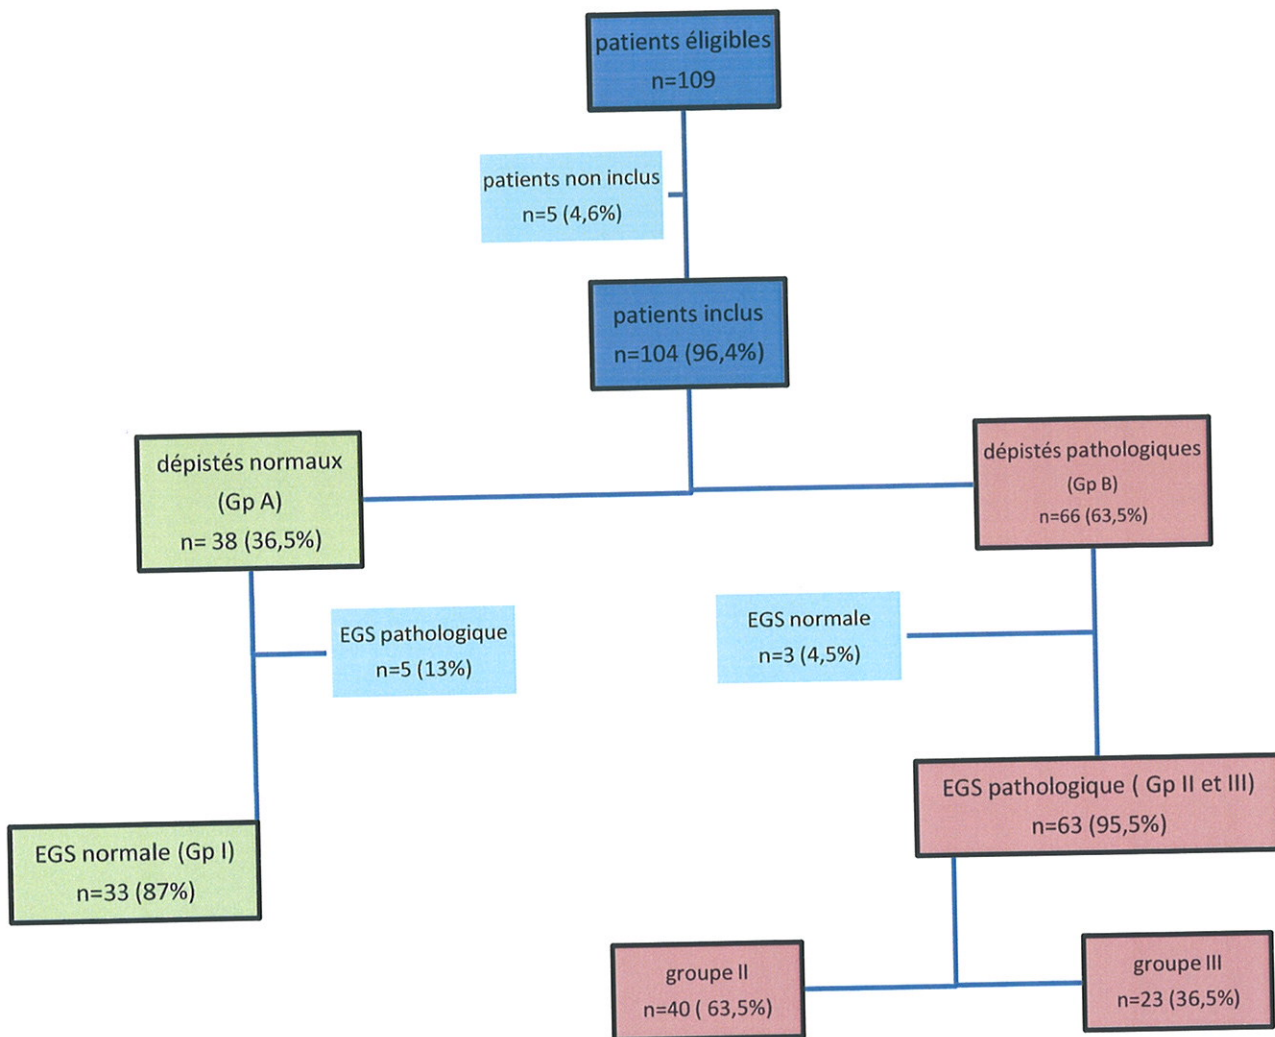 patients éligibles
n=109
patients non inclus
n=5 (4,6%)
patients inclus
n=104 (96,4%)
dépistés normaux
(Gp A)
n= 38 (36,5%)
dépistés pathologiques
(Gp B)
n=66 (63,5%)
EGS pathologique
n=5 (13%)
EGS normale
n=3 (4,5%)
EGS normale (Gp I)
n=33 (87%)
EGS pathologique ( Gp II et III)
n=63 (95,5%)
groupe II
n=40 ( 63,5%)
groupe III
n=23 (36,5%)